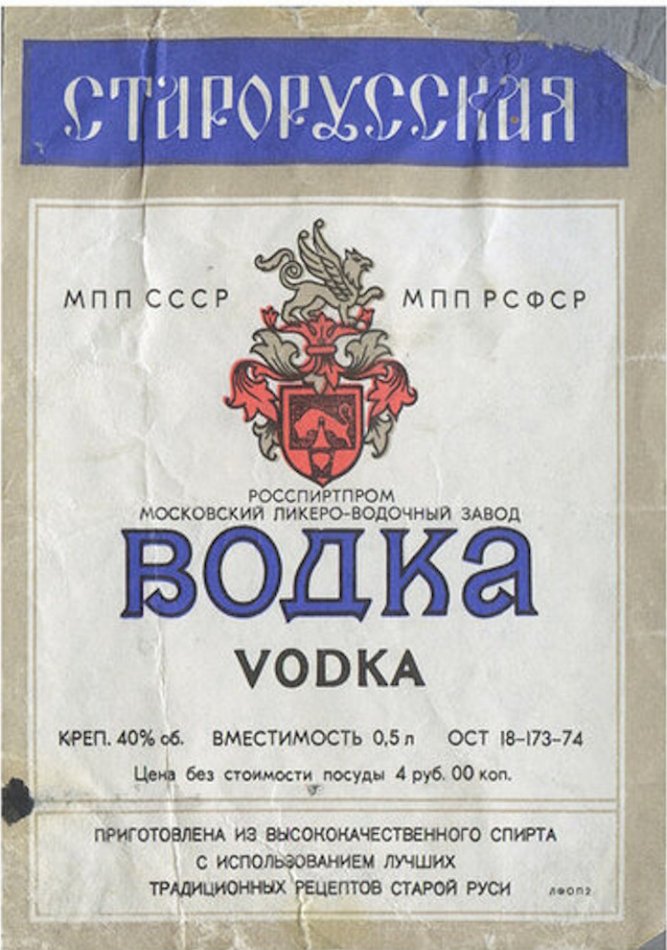 СТАРОРУССКАЯ
МПП СССР МПП РСФСР
РОССПИРТПРОМ
МОСКОВСКИЙ ЛИКЕРО-ВОДОЧНЫЙ ЗАВОД
ВОДКА
VODKA
КРЕП. 40% об. ВМЕСТИМОСТЬ 0,5 л ОСТ 18-173-74
Цена без стоимости посуды 4 руб. 00 коп.
ПРИГОТОВЛЕНА ИЗ ВЫСОКОКАЧЕСТВЕННОГО СПИРТА
С ИСПОЛЬЗОВАНИЕМ ЛУЧШИХ
ТРАДИЦИОННЫХ РЕЦЕПТОВ СТАРОЙ РУСИ ЛФОП2